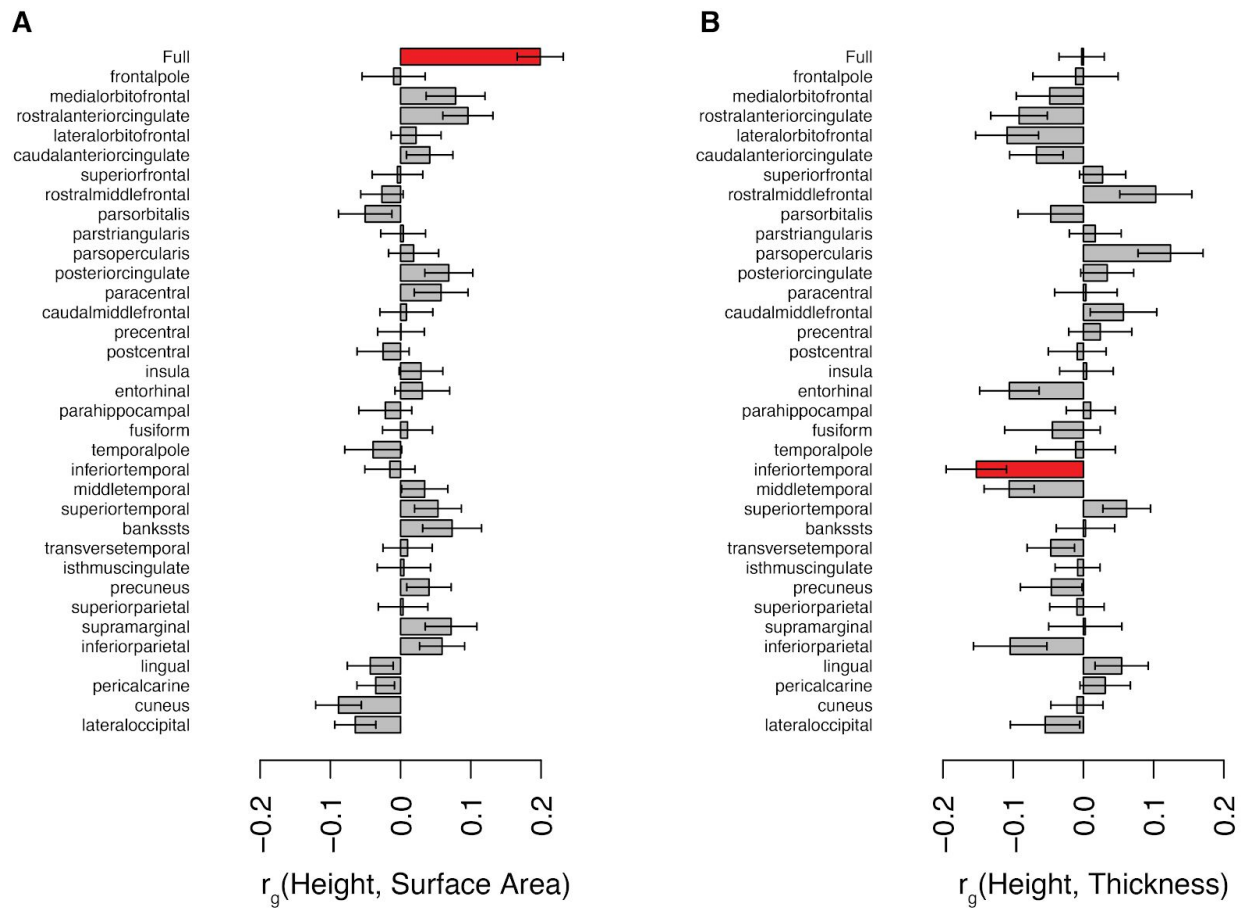 A
Full
frontalpole
medialorbitofrontal
rostralanteriorcingulate
lateralorbitofrontal
caudalanteriorcingulate
superiorfrontal
rostralmiddlefrontal
parsorbitalis
parstriangularis
parsopercularis
posteriorcingulate
paracentral
caudalmiddlefrontal
precentral
postcentral
insula
entorhinal
parahippocampal
fusiform
temporalpole
inferiortemporal
middletemporal
superiortemporal
bankssts
transversetemporal
isthmuscingulate
precuneus
superiorparietal
supramarginal
inferiorparietal
lingual
pericalcarine
cuneus
lateraloccipital
−0.2
−0.1
0.0
0.1
0.2
rg(Height, Surface Area)
B
Full
frontalpole
medialorbitofrontal
rostralanteriorcingulate
lateralorbitofrontal
caudalanteriorcingulate
superiorfrontal
rostralmiddlefrontal
parsorbitalis
parstriangularis
parsopercularis
posteriorcingulate
paracentral
caudalmiddlefrontal
precentral
postcentral
insula
entorhinal
parahippocampal
fusiform
temporalpole
inferiortemporal
middletemporal
superiortemporal
bankssts
transversetemporal
isthmuscingulate
precuneus
superiorparietal
supramarginal
inferiorparietal
lingual
pericalcarine
cuneus
lateraloccipital
−0.2
−0.1
0.0
0.1
0.2
rg(Height, Thickness)